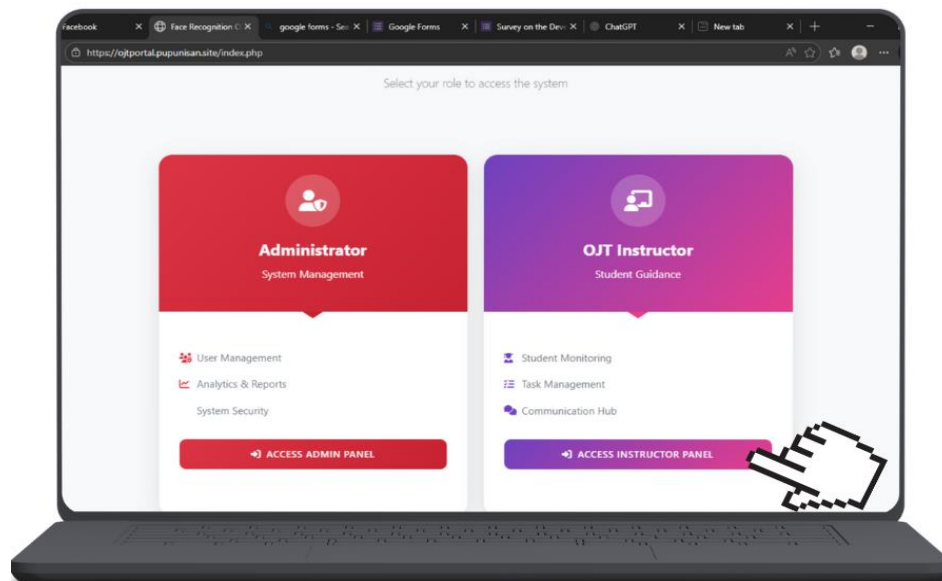 Facebook
Face Recognition
google forms - Sea
Google Forms
Survey on the Dev
ChatGPT
New tab
https://ojtportal.pupunisan.site/index.php
Select your role to access the system
Administrator
System Management
User Management
Analytics & Reports
System Security
ACCESS ADMIN PANEL
OJT Instructor
Student Guidance
Student Monitoring
Task Management
Communication Hub
ACCESS INSTRUCTOR PANEL